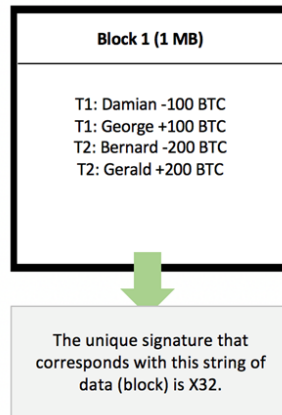 Block 1 (1 MB)
T1: Damian -100 BTC
T1: George +100 BTC
T2: Bernard -200 BTC
T2: Gerald +200 BTC
The unique signature that
corresponds with this string of
data (block) is X32.